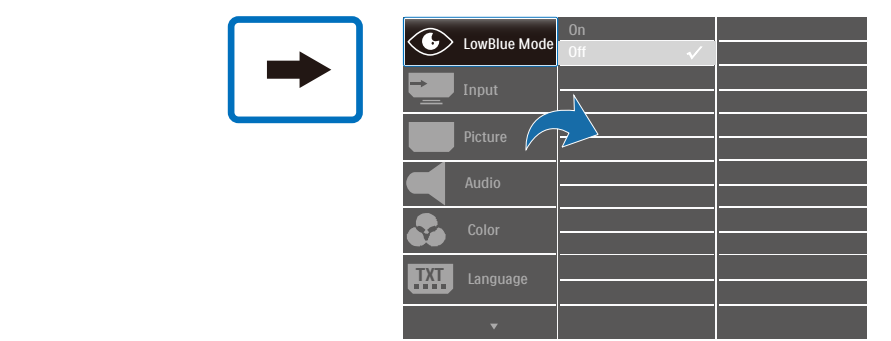 LowBlue Mode
On
Off
Input
Picture
Audio
Color
TXT
Language